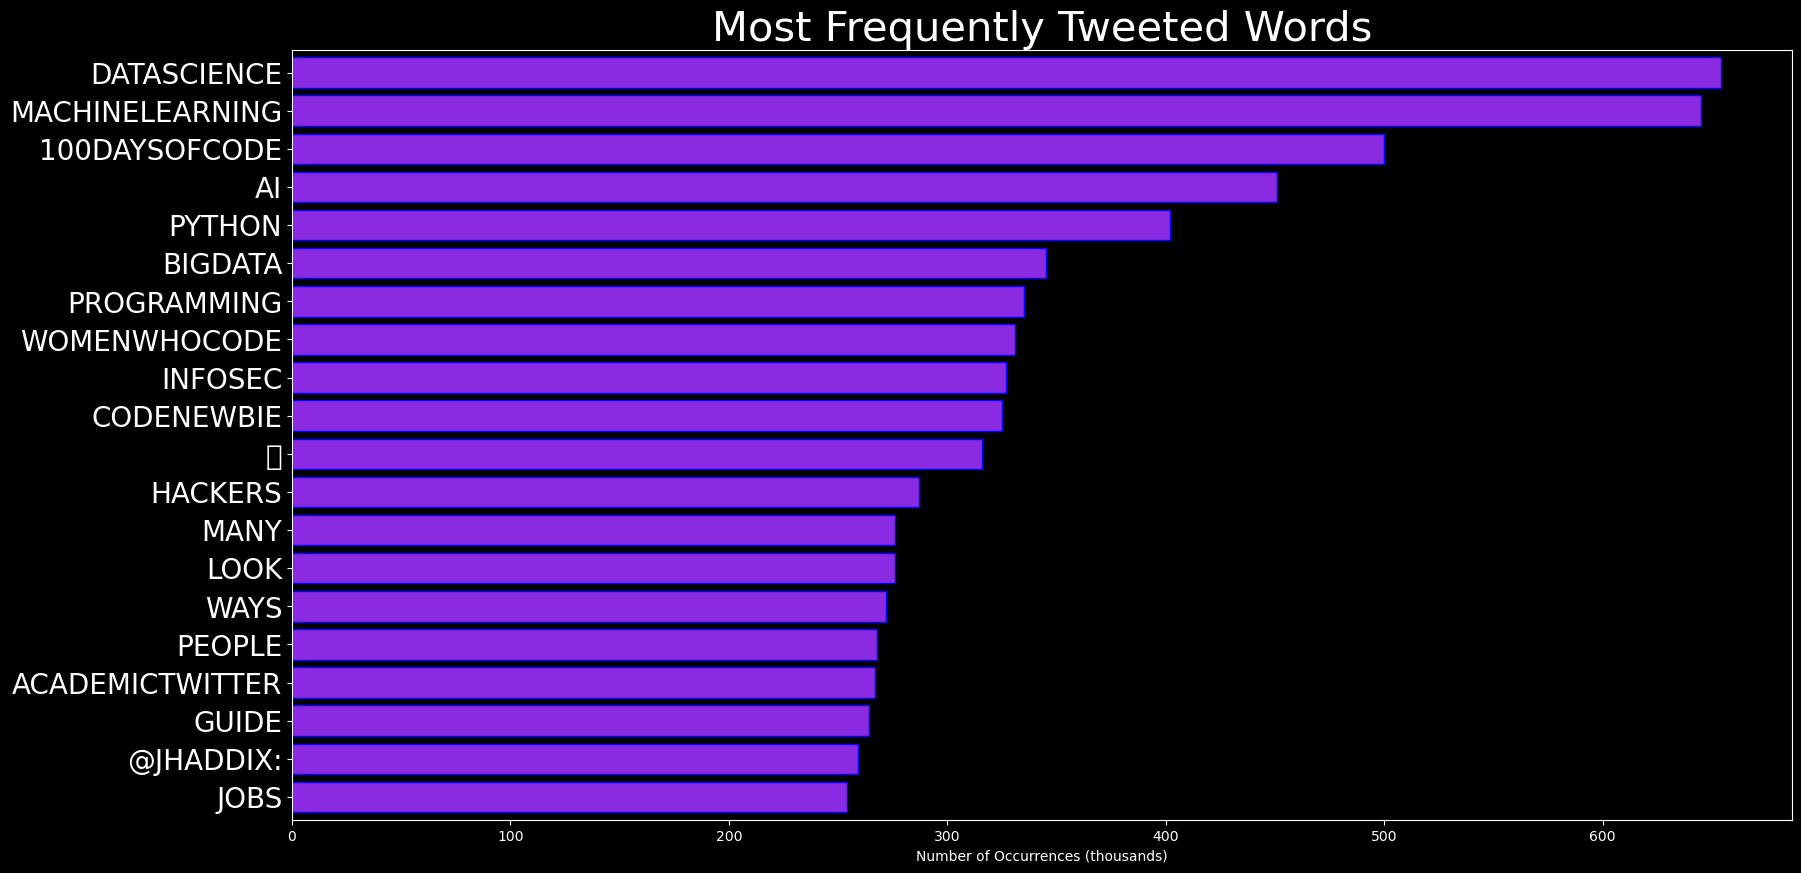 Most Frequently Tweeted Words
DATASCIENCE
MACHINELEARNING
100DAYSOFCODE
AI
PYTHON
BIGDATA
PROGRAMMING
WOMENWHOCODE
INFOSEC
CODENEWBIE
HACKERS
MANY
LOOK
WAYS
PEOPLE
ACADEMICTWITTER
GUIDE
@JHADDIX:
JOBS
0 100 200 300 400 500 600
Number of Occurrences (thousands)